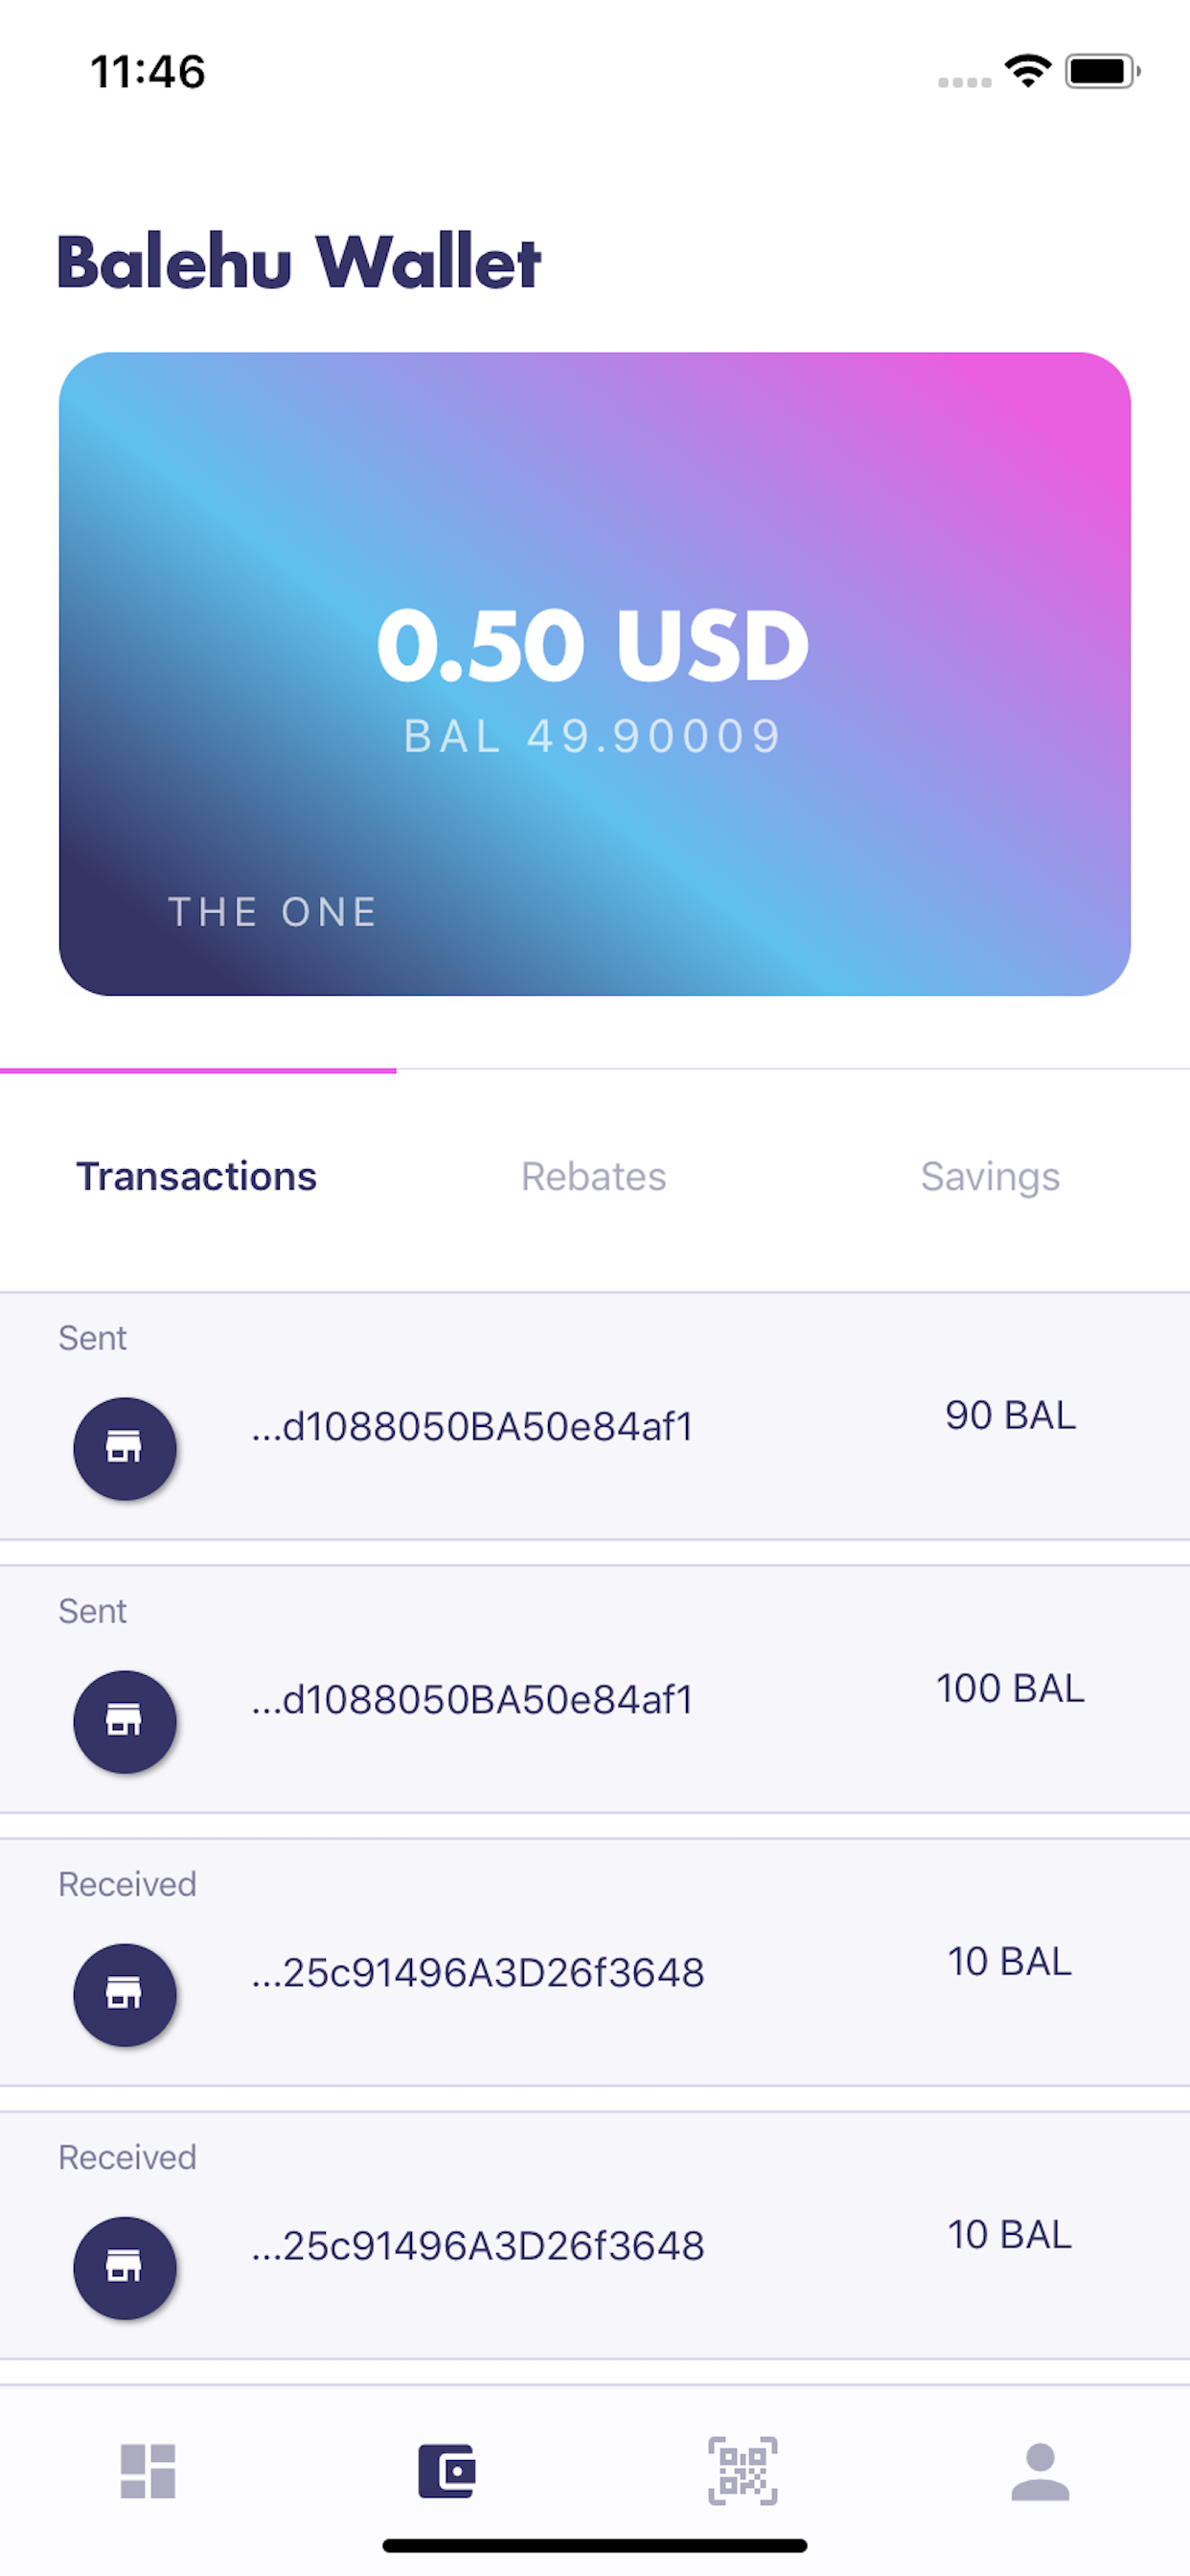 11:46
Balehu Wallet
0.50 USD
BAL 49.90009
THE ONE
Transactions Rebates Savings
Sent
...d1088050BA50e84af1 90 BAL
Sent
...d1088050BA50e84af1 100 BAL
Received
...25c91496A3D26f3648 10 BAL
Received
...25c91496A3D26f3648 10 BAL